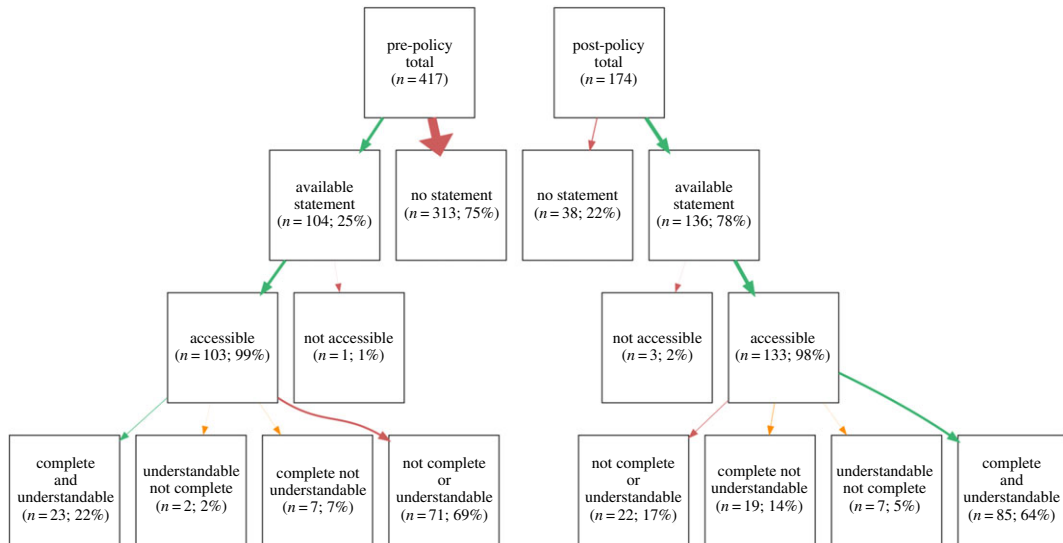 pre-policy
total
(n = 417)
post-policy
total
(n = 174)
available
statement
(n = 104; 25%)
no statement
(n = 313; 75%)
no statement
(n = 38; 22%)
available
statement
(n = 136; 78%)
accessible
(n = 103; 99%)
not accessible
(n = 1; 1%)
not accessible
(n = 3; 2%)
accessible
(n = 133; 98%)
complete
and
understandable
(n = 23; 22%)
understandable
not complete
(n = 2; 2%)
complete not
understandable
(n = 7; 7%)
not complete
or
understandable
(n = 71; 69%)
not complete
or
understandable
(n = 22; 17%)
complete not
understandable
(n = 19; 14%)
understandable
not complete
(n = 7; 5%)
complete
and
understandable
(n = 85; 64%)